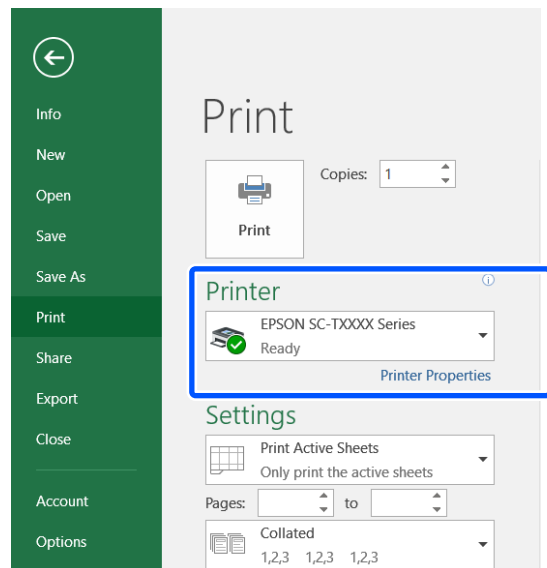 Info
New
Open
Save
Save As
Print
Share
Export
Close
Account
Options
Print
Print
Copies: 1
Printer
EPSON SC-TXXXX Series
Ready
Printer Properties
Settings
Print Active Sheets
Only print the active sheets
Pages: to
Collated
1,2,3 1,2,3 1,2,3